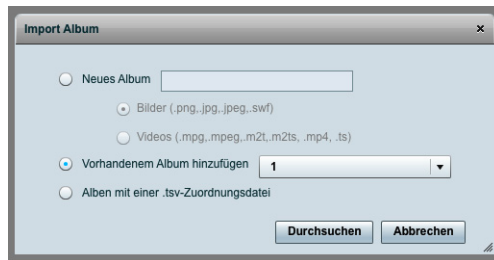 Import Album
Neues Album
Bilder (.png,.jpg,.jpeg,.swf)
Videos (.mpg,.mpeg,.m2t,.m2ts, .mp4, .ts)
Vorhandenem Album hinzufügen 1
Alben mit einer .tsv-Zuordnungsdatei
Durchsuchen Abbrechen